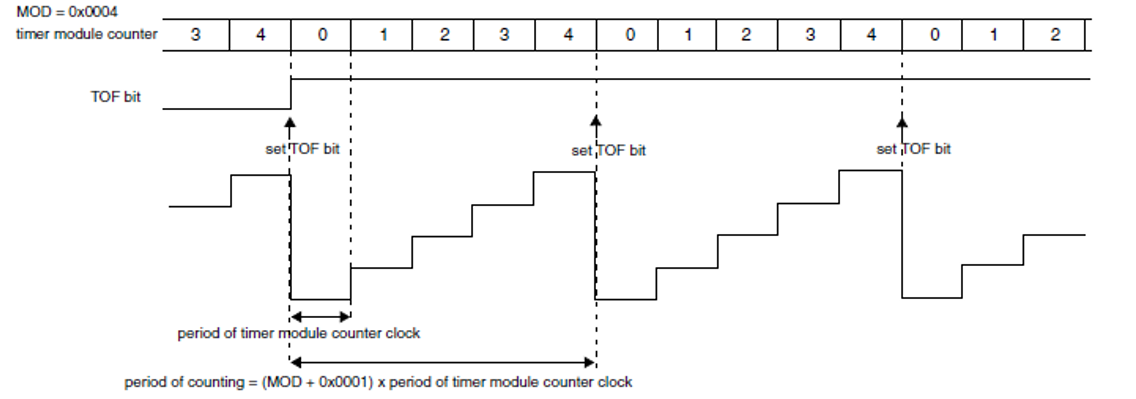 MOD = 0x0004
timer module counter 3 4 0 1 2 3 4 0 1 2 3 4 0 1 2
TOF bit
set TOF bit set TOF bit set TOF bit
period of timer module counter clock
period of counting = (MOD + 0x0001) x period of timer module counter clock